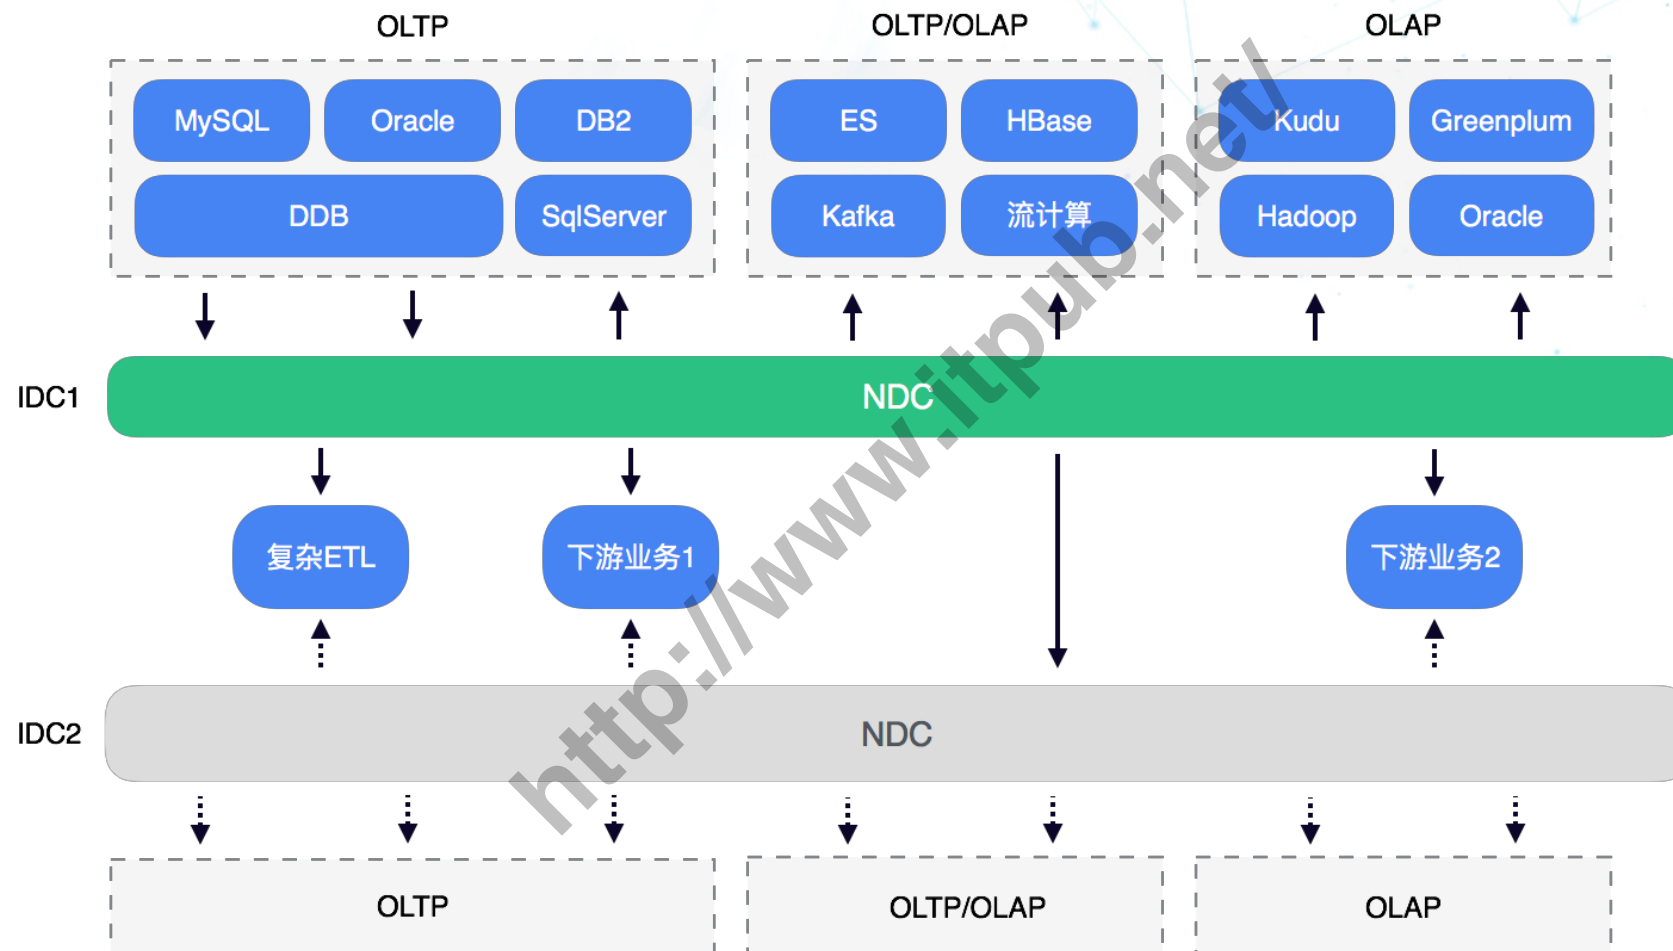 OLTP
OLTP/OLAP
OLAP
MySQL
Oracle
DB2
ES
HBase
Kudu
Greenplum
DDB
SqlServer
Kafka
流计算
Hadoop
Oracle
IDC1
NDC
复杂ETL
下游业务1
下游业务2
IDC2
NDC
OLTP
OLTP/OLAP
OLAP
http://www.itpub.net/